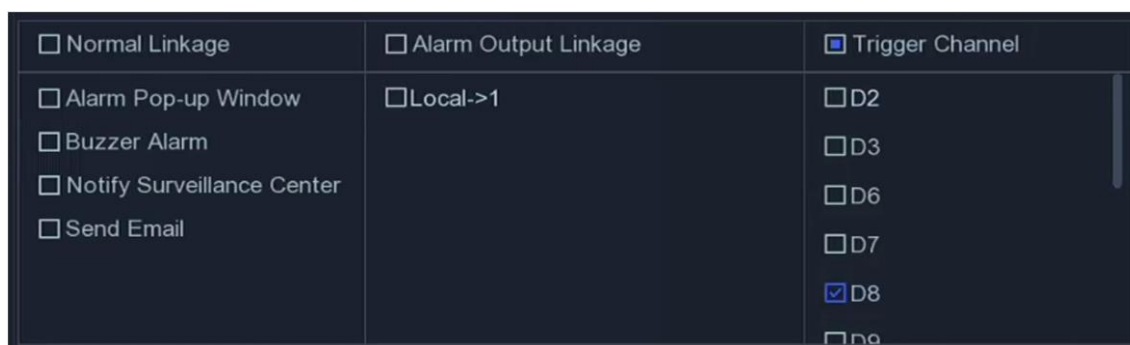 Normal Linkage
Alarm Output Linkage
Trigger Channel
Alarm Pop-up Window
Local->1
D2
Buzzer Alarm
D3
Notify Surveillance Center
D6
Send Email
D7
D8
D9